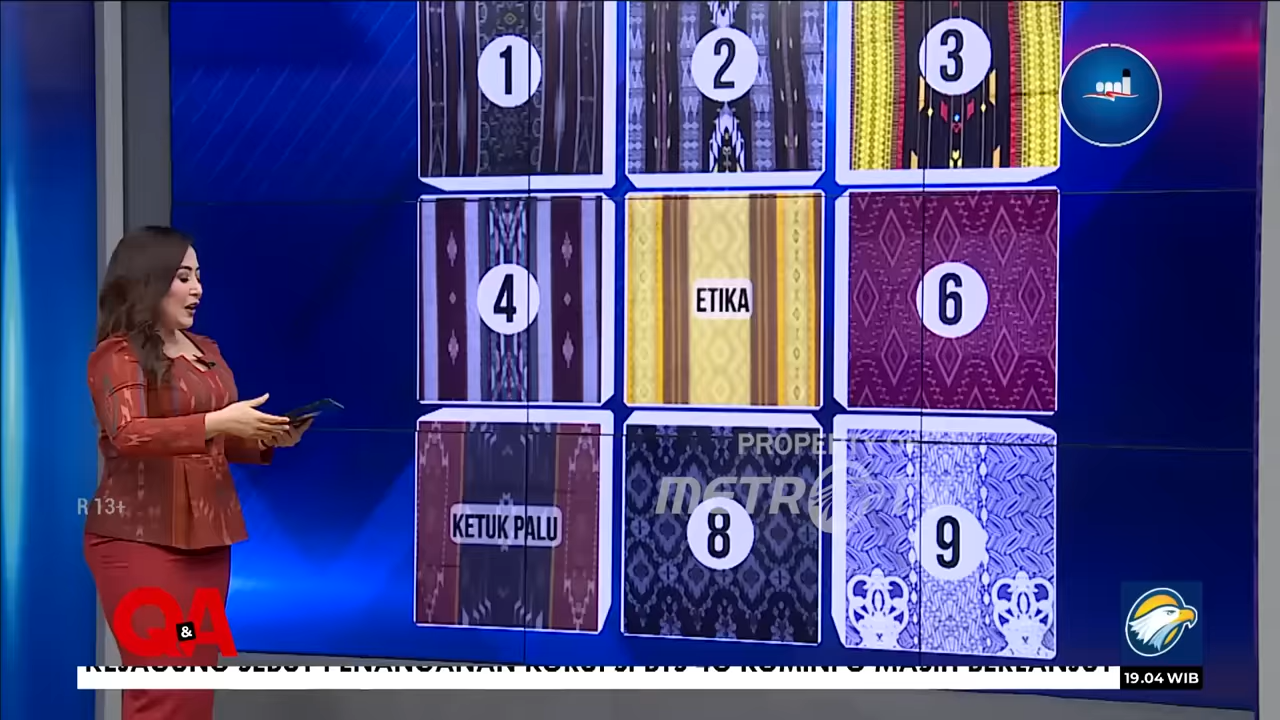 1
2
3
4
ETIKA
6
KETUK PALU
8
9
PROPERTY OF
METRO
R 13+
Q&A
19.04 WIB